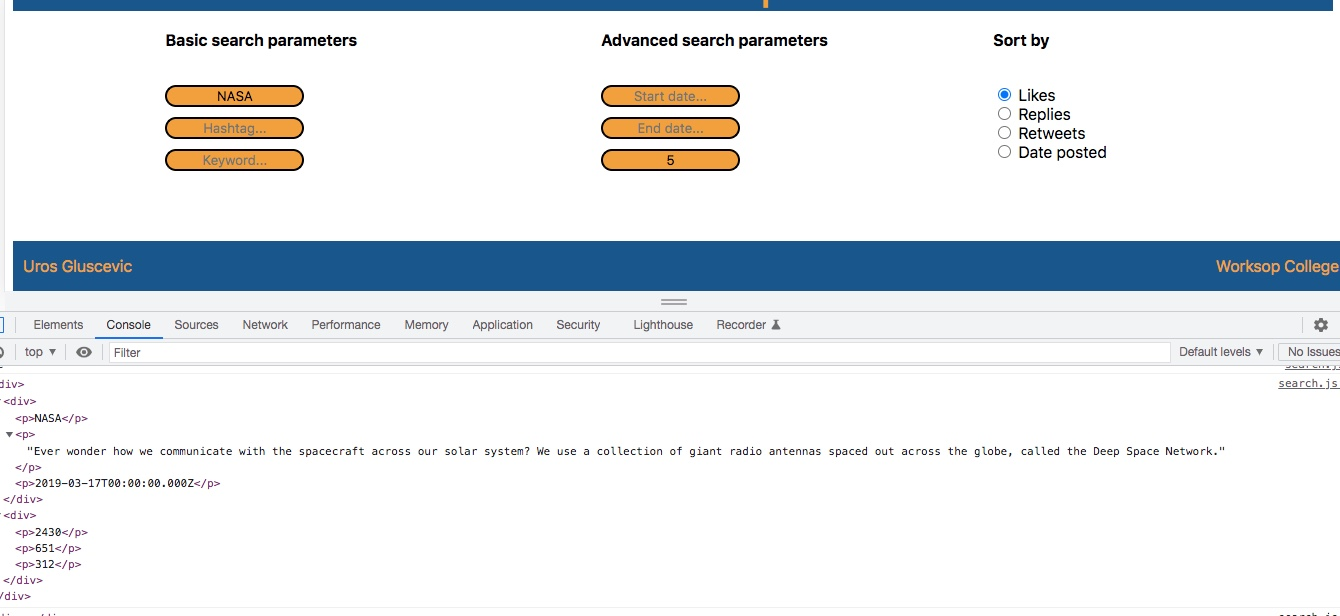 Basic search parameters
Advanced search parameters
Sort by
NASA
Hashtag...
Keyword...
Start date...
End date...
5
Likes
Replies
Retweets
Date posted
Uros Gluscevic
Worksop College
Elements Console Sources Network Performance Memory Application Security Lighthouse Recorder
top ▼ Filter Default levels ▼ No Issues
search.js
div>
<div>
<p>NASA</p>
▼<p>
"Ever wonder how we communicate with the spacecraft across our solar system? We use a collection of giant radio antennas spaced out across the globe, called the Deep Space Network."
</p>
<p>2019-03-17T00:00:00.000Z</p>
</div>
<div>
<p>2430</p>
<p>651</p>
<p>312</p>
</div>
/div>